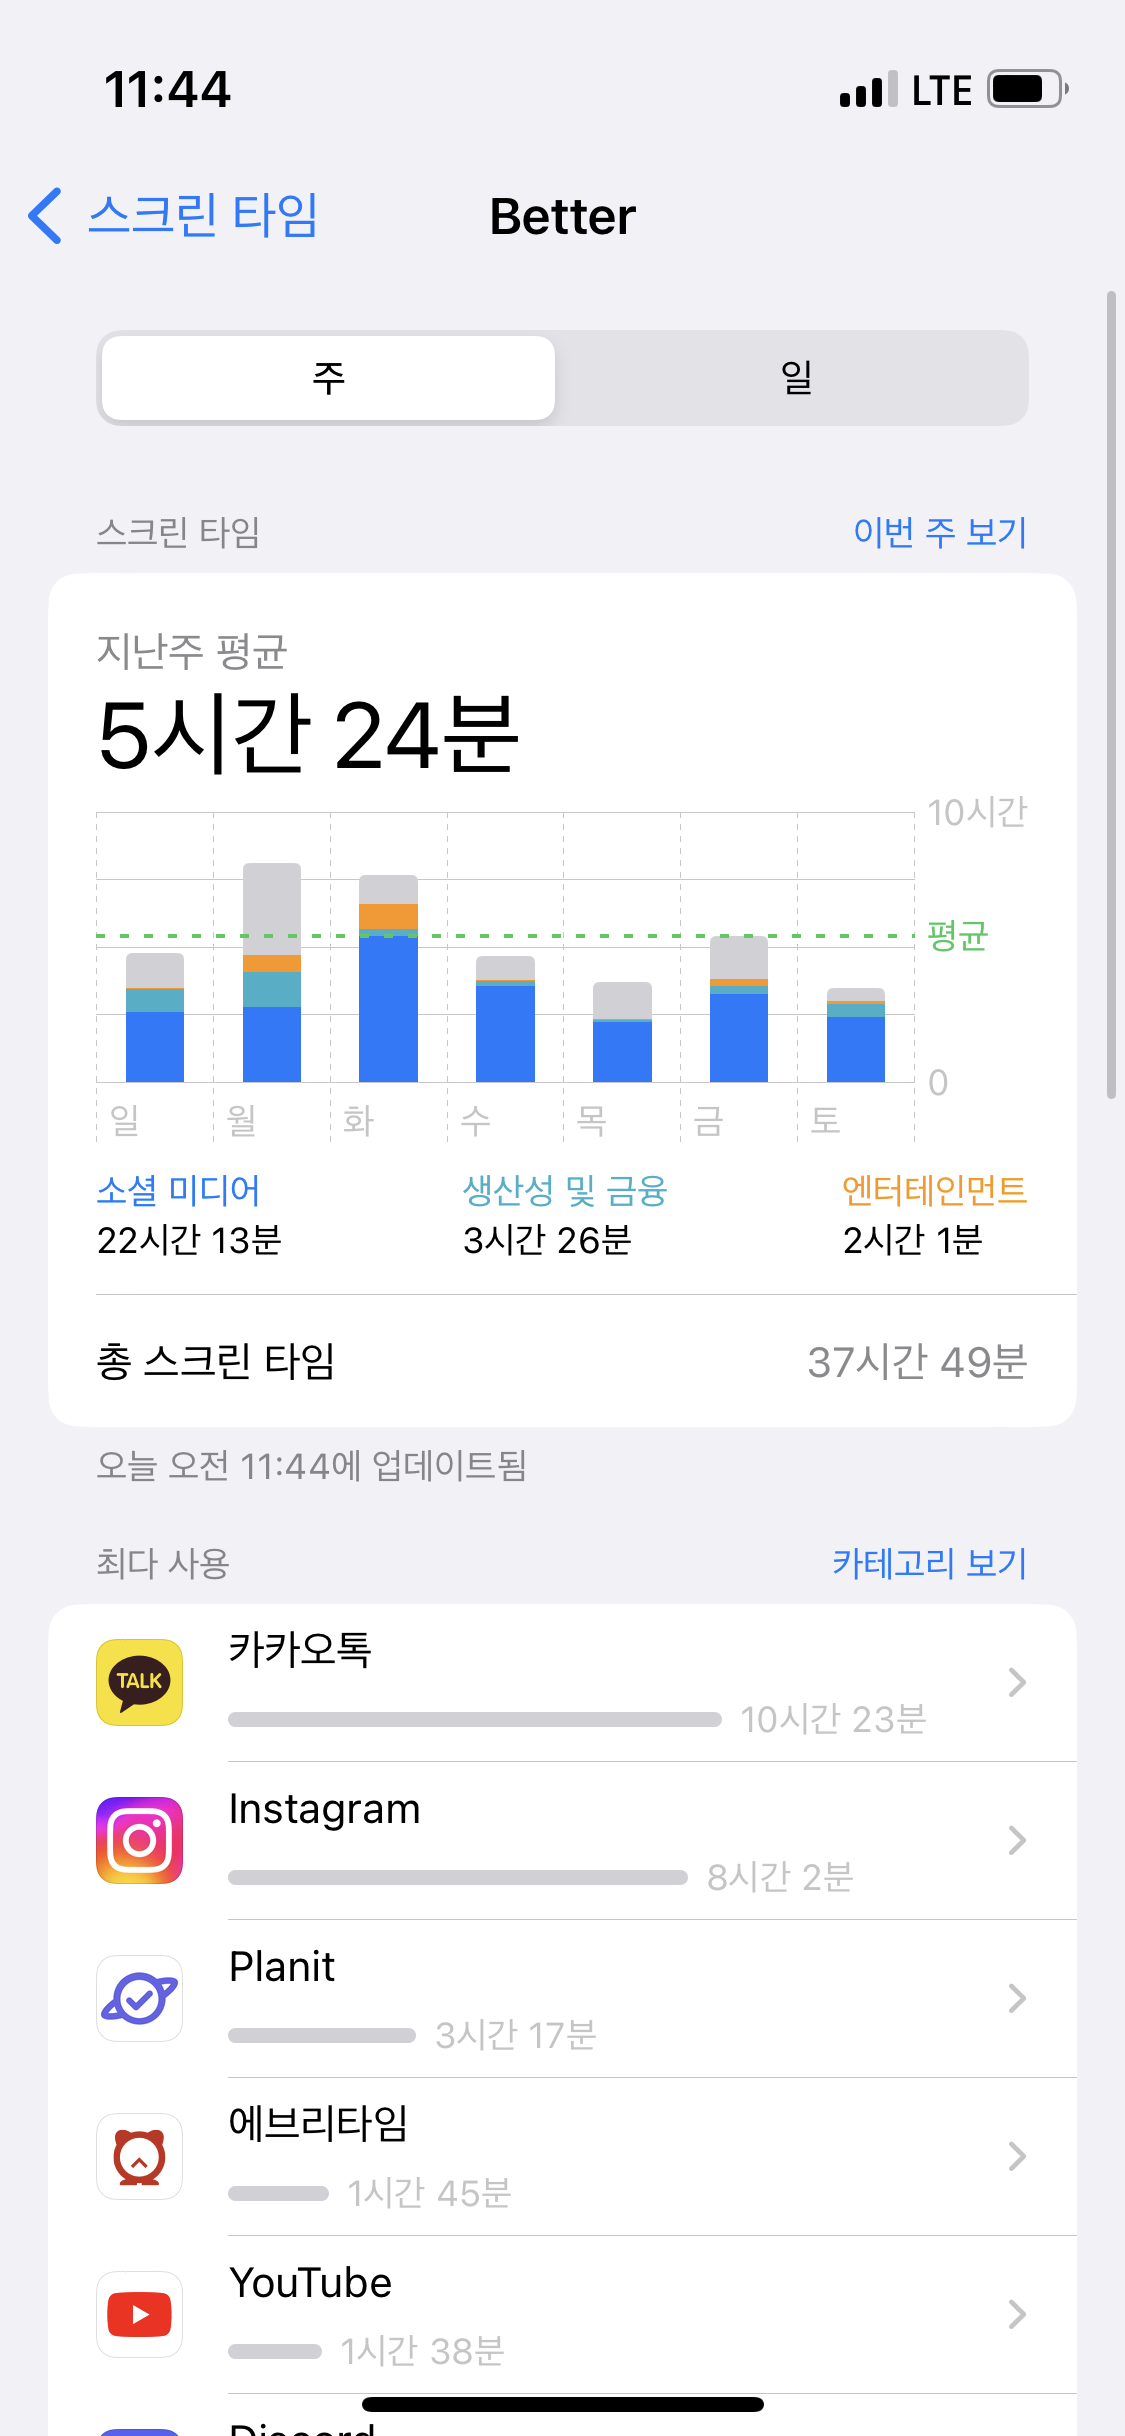 11:44 LTE
스크린 타임 Better
주 일
스크린 타임 이번 주 보기
지난주 평균
5시간 24분
10시간
평균
0
일 월 화 수 목 금 토
소셜 미디어 생산성 및 금융 엔터테인먼트
22시간 13분 3시간 26분 2시간 1분
총 스크린 타임 37시간 49분
오늘 오전 11:44에 업데이트됨
최다 사용 카테고리 보기
TALK
카카오톡
10시간 23분
Instagram
8시간 2분
Planit
3시간 17분
에브리타임
1시간 45분
YouTube
1시간 38분
Discord